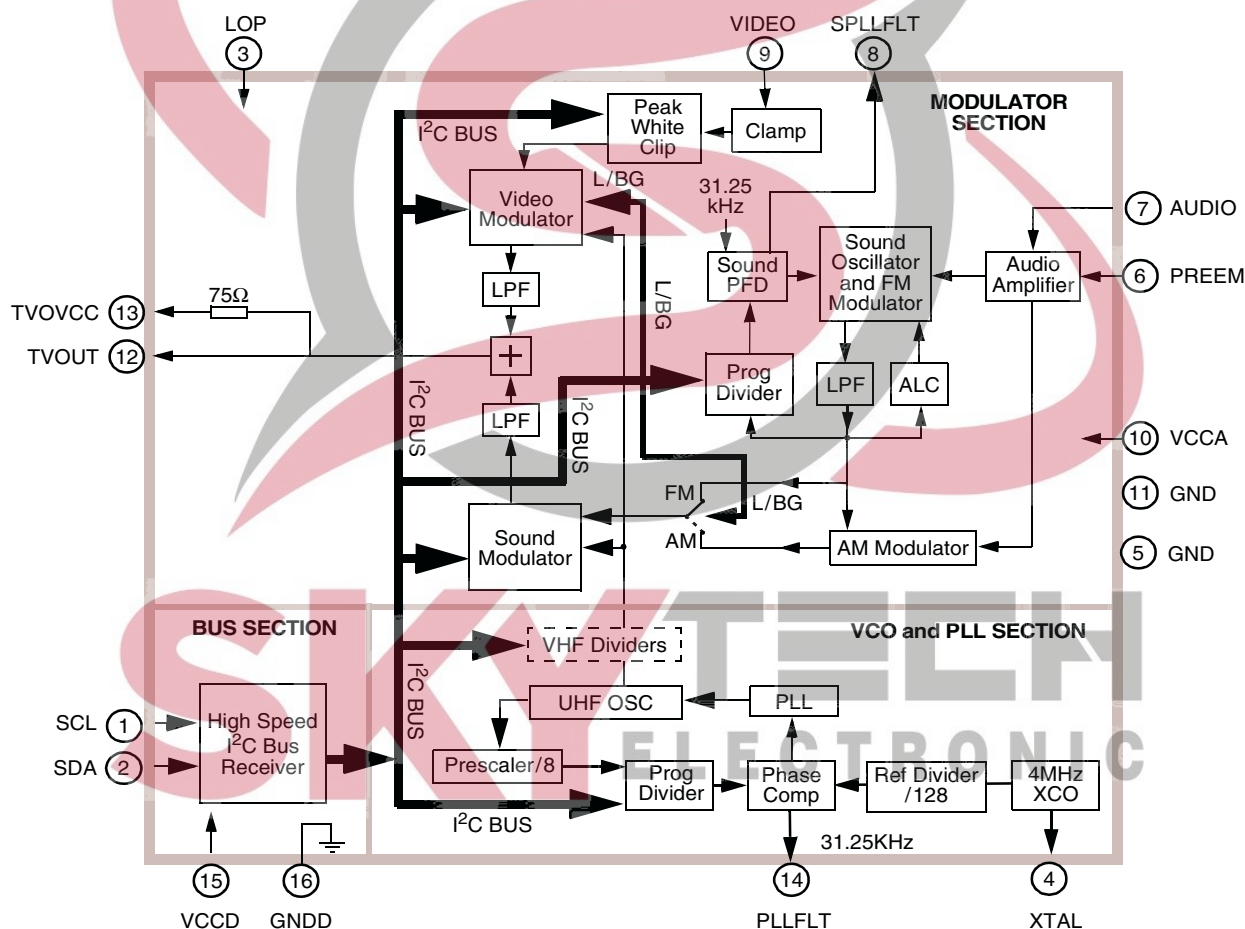 LOP
3
VIDEO
9
SPLLFLT
8
MODULATOR
SECTION
I²C BUS
Peak
White
Clip
Clamp
L/BG
31.25
kHz
Video
Modulator
7
AUDIO
Sound
PFD
Sound
Oscillator
and FM
Modulator
Audio
Amplifier
6
PREEM
LPF
75Ω
TVOVCC
13
L/BG
TVOUT
12
+
Prog
Divider
LPF
ALC
I²C BUS
LPF
I²C BUS
10
VCCA
FM
L/BG
11
GND
Sound
Modulator
AM
AM Modulator
5
GND
BUS SECTION
VHF Dividers
VCO and PLL SECTION
I²C BUS
UHF OSC
PLL
SCL
1
High Speed
I²C Bus
Receiver
SDA
2
Prescaler/8
Prog
Divider
Phase
Comp
Ref Divider
/128
4MHz
XCO
I²C BUS
31.25KHz
15
VCCD
16
GNDD
14
PLLFLT
4
XTAL
SKYTECH
ELECTRONIC